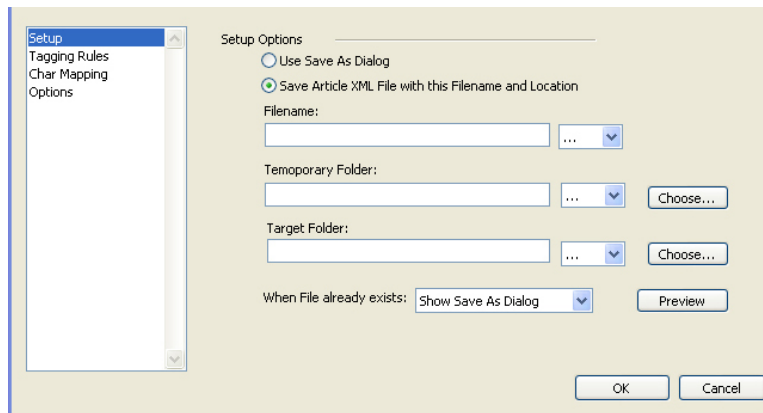 Setup
Tagging Rules
Char Mapping
Options
Setup Options
Use Save As Dialog
Save Article XML File with this Filename and Location
Filename:
...
Temoporary Folder:
... Choose...
Target Folder:
... Choose...
When File already exists: Show Save As Dialog Preview
OK Cancel